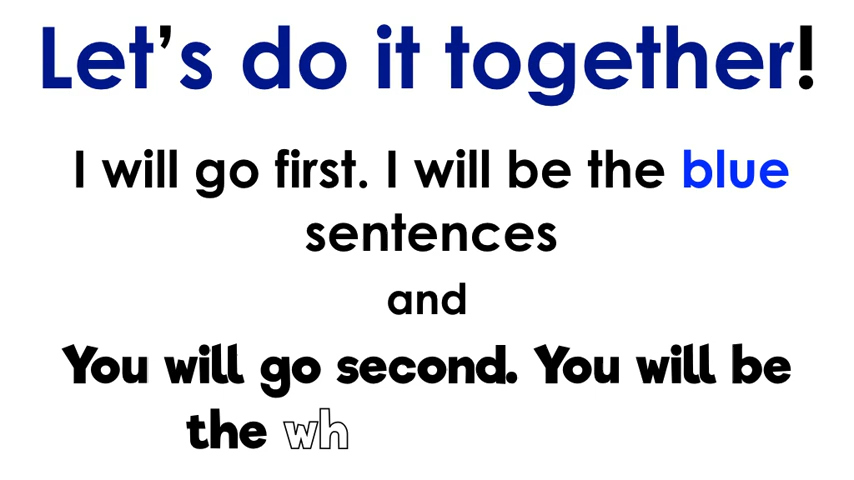 Let's do it together!
I will go first. I will be the blue
sentences
and
You will go second. You will be
the wh